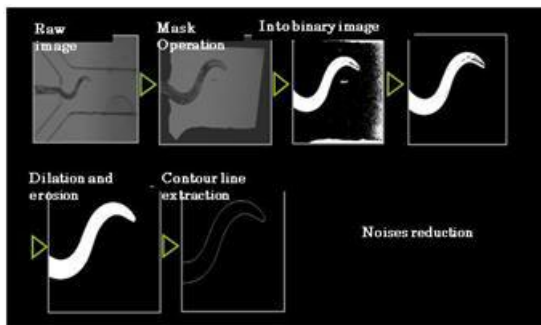 Raw
image
Mask
Operation
Into binary image
Dilation and
erosion
Contour line
extraction
Noises reduction